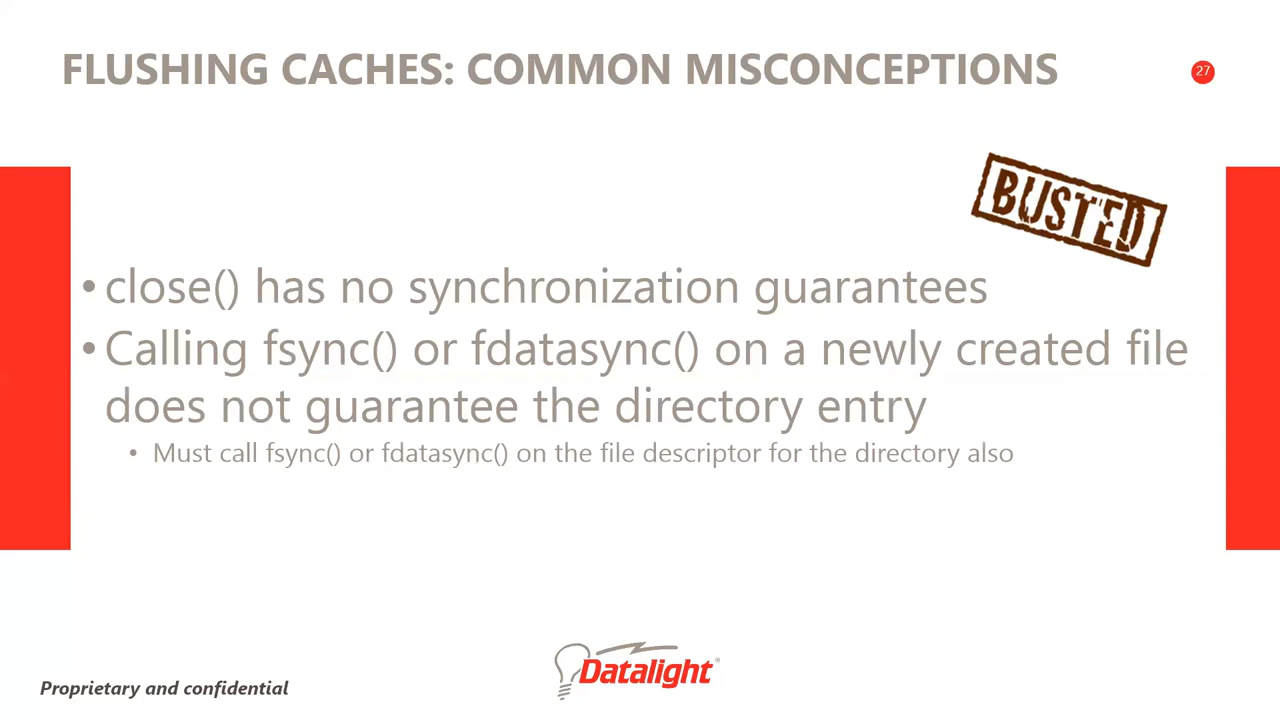 FLUSHING CACHES: COMMON MISCONCEPTIONS
27
BUSTED
• close() has no synchronization guarantees
• Calling fsync() or fdatasync() on a newly created file
does not guarantee the directory entry
• Must call fsync() or fdatasync() on the file descriptor for the directory also
Datalight®
Proprietary and confidential